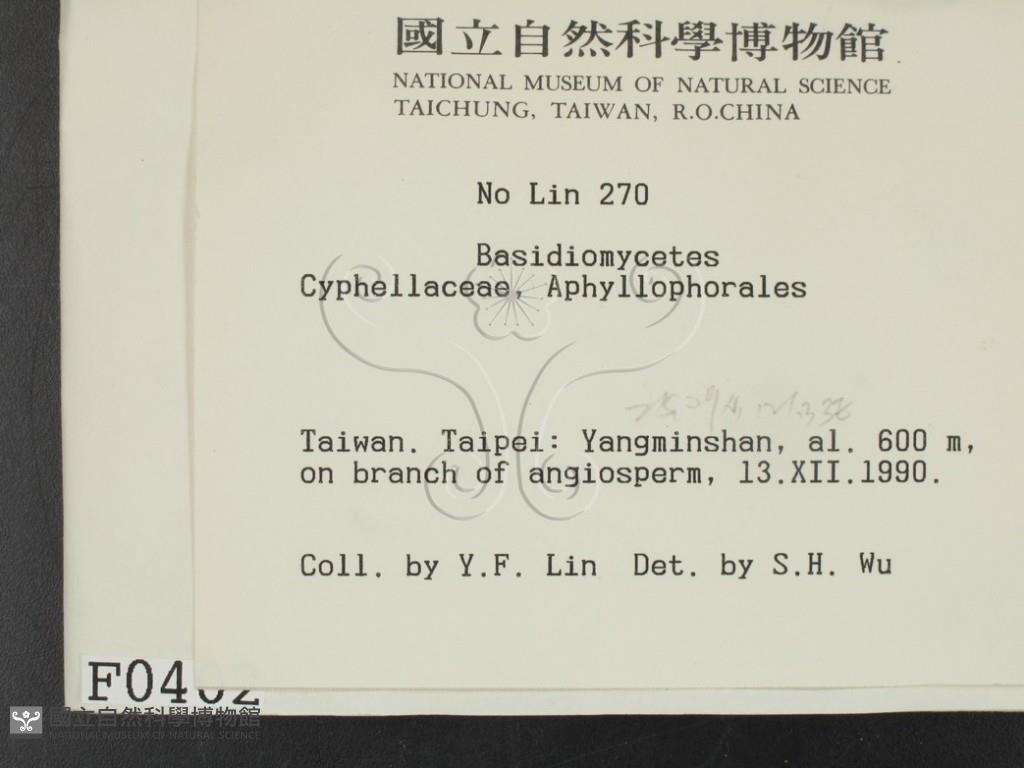 國立自然科學博物館
NATIONAL MUSEUM OF NATURAL SCIENCE
TAICHUNG, TAIWAN, R.O.CHINA
No Lin 270
Basidiomycetes
Cyphellaceae, Aphyllophorales
Taiwan. Taipei: Yangminshan, al. 600 m,
on branch of angiosperm, 13.XII.1990.
Coll. by Y.F. Lin Det. by S.H. Wu
國立自然科學博物館
NATIONAL MUSEUM OF NATURAL SCIENCE